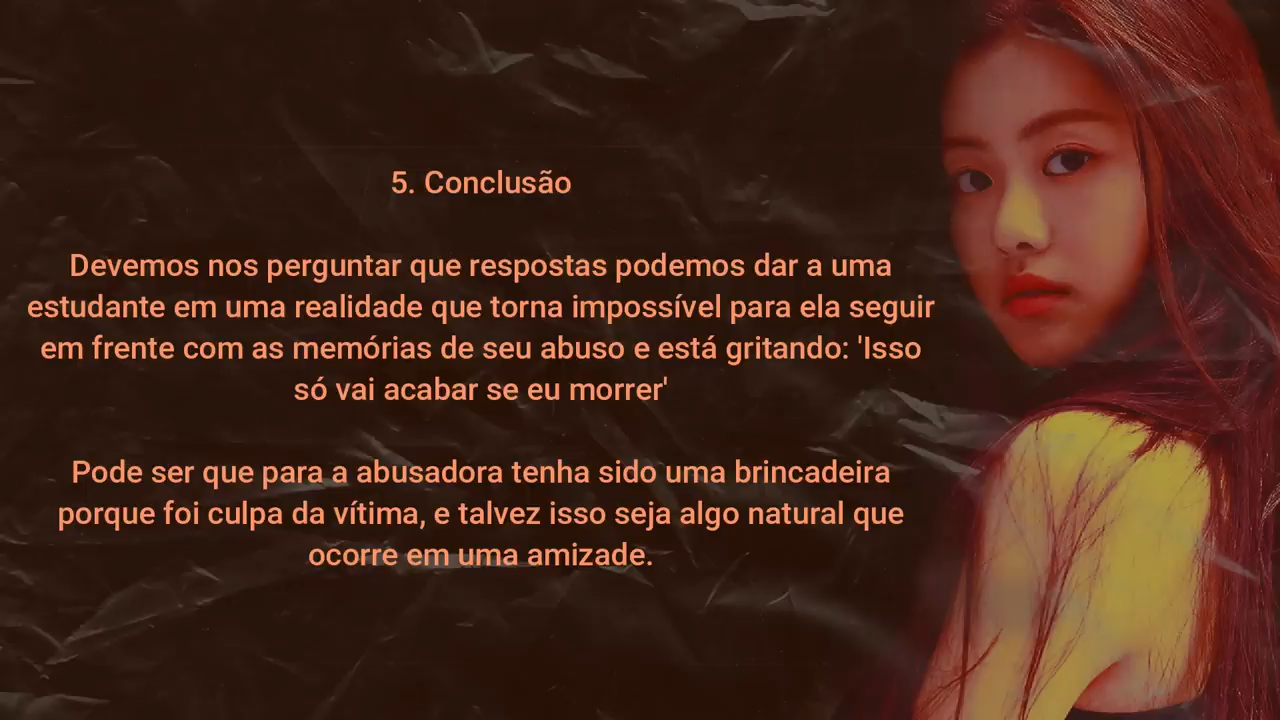 5. Conclusão
Devemos nos perguntar que respostas podemos dar a uma
estudante em uma realidade que torna impossível para ela seguir
em frente com as memórias de seu abuso e está gritando: 'Isso
só vai acabar se eu morrer'
Pode ser que para a abusadora tenha sido uma brincadeira
porque foi culpa da vítima, e talvez isso seja algo natural que
ocorre em uma amizade.